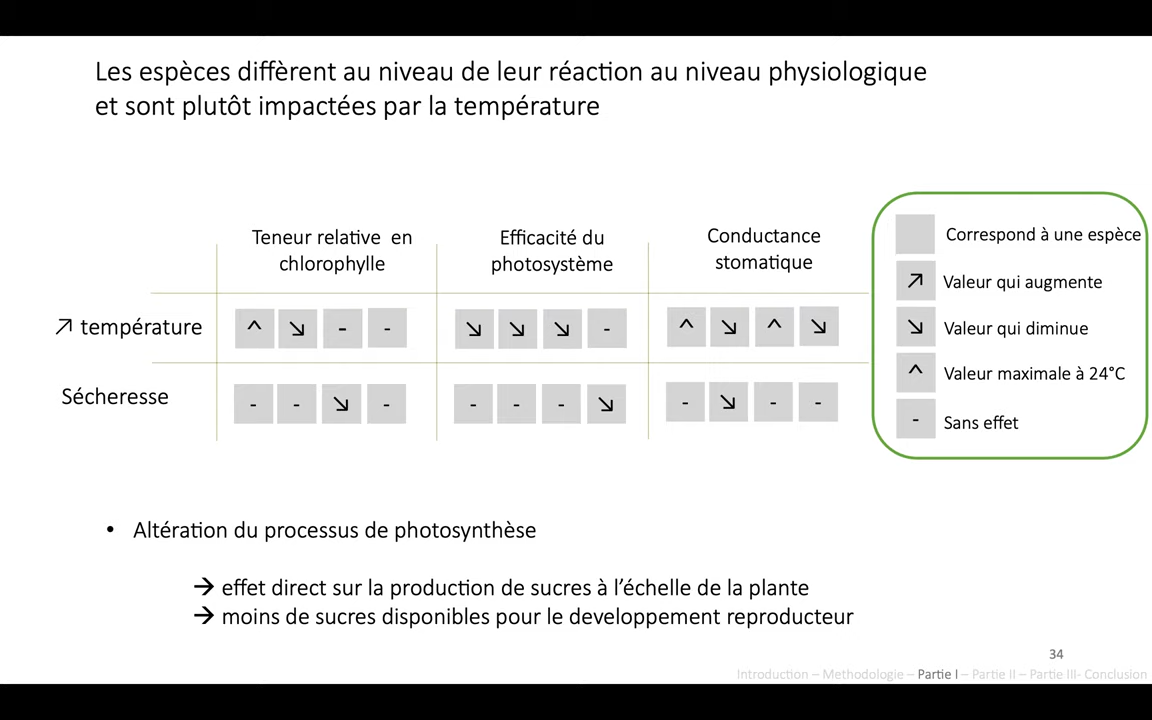 Les espèces diffèrent au niveau de leur réaction au niveau physiologique
et sont plutôt impactées par la température
Teneur relative en
chlorophylle
Efficacité du
photosystème
Conductance
stomatique
↗ température
^ ↘ - -
↘ ↘ ↘ -
^ ↘ ^ ↘
Sécheresse
- - ↘ -
- - - ↘
- ↘ - -
Correspond à une espèce
↗ Valeur qui augmente
↘ Valeur qui diminue
^ Valeur maximale à 24°C
- Sans effet
• Altération du processus de photosynthèse
→ effet direct sur la production de sucres à l'échelle de la plante
→ moins de sucres disponibles pour le developpement reproducteur
34
Introduction – Methodologie – Partie I – Partie II – Partie III- Conclusion